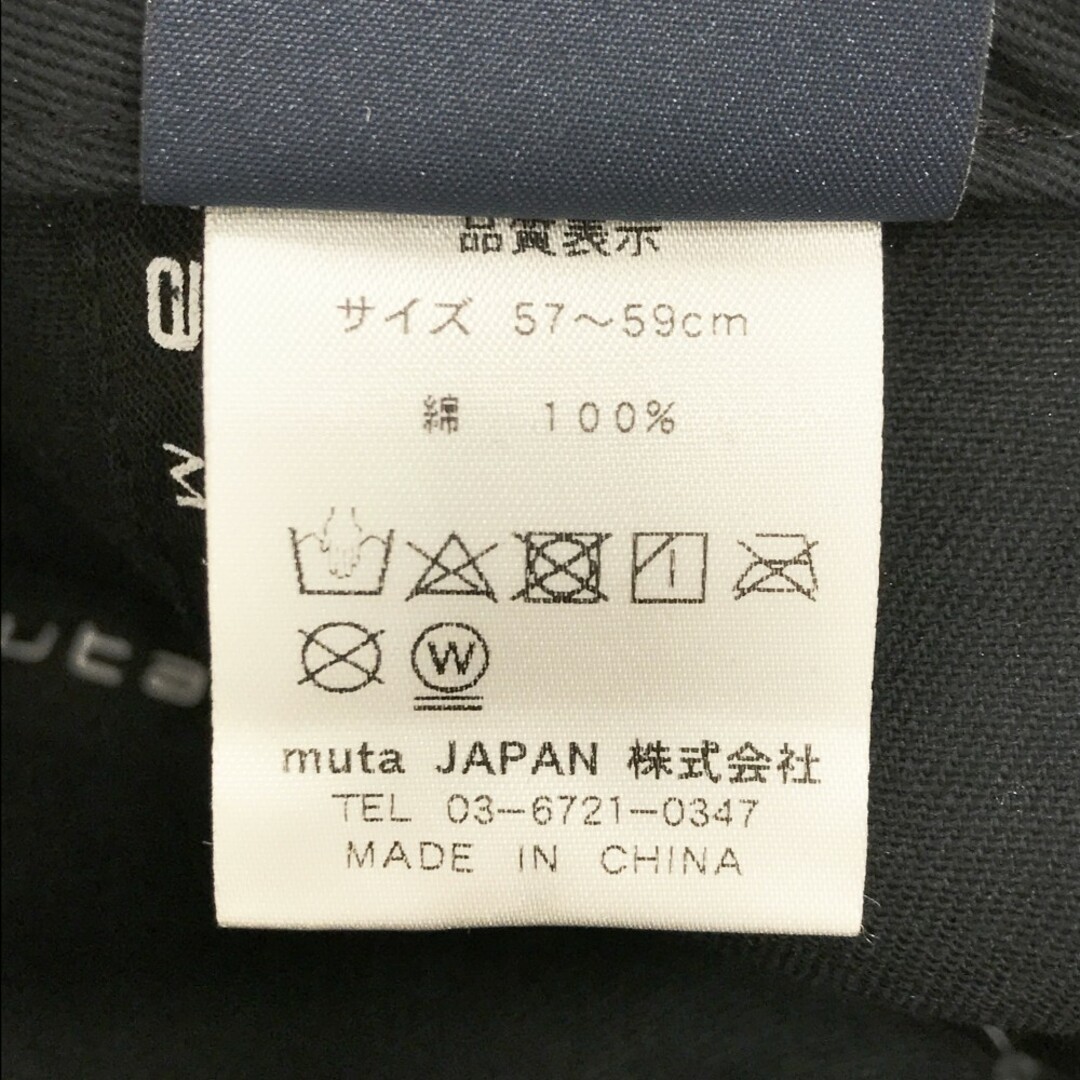 品質表示
サイズ 57～59cm
綿 100%
W
muta JAPAN 株式会社
TEL 03-6721-0347
MADE IN CHINA
M
uta